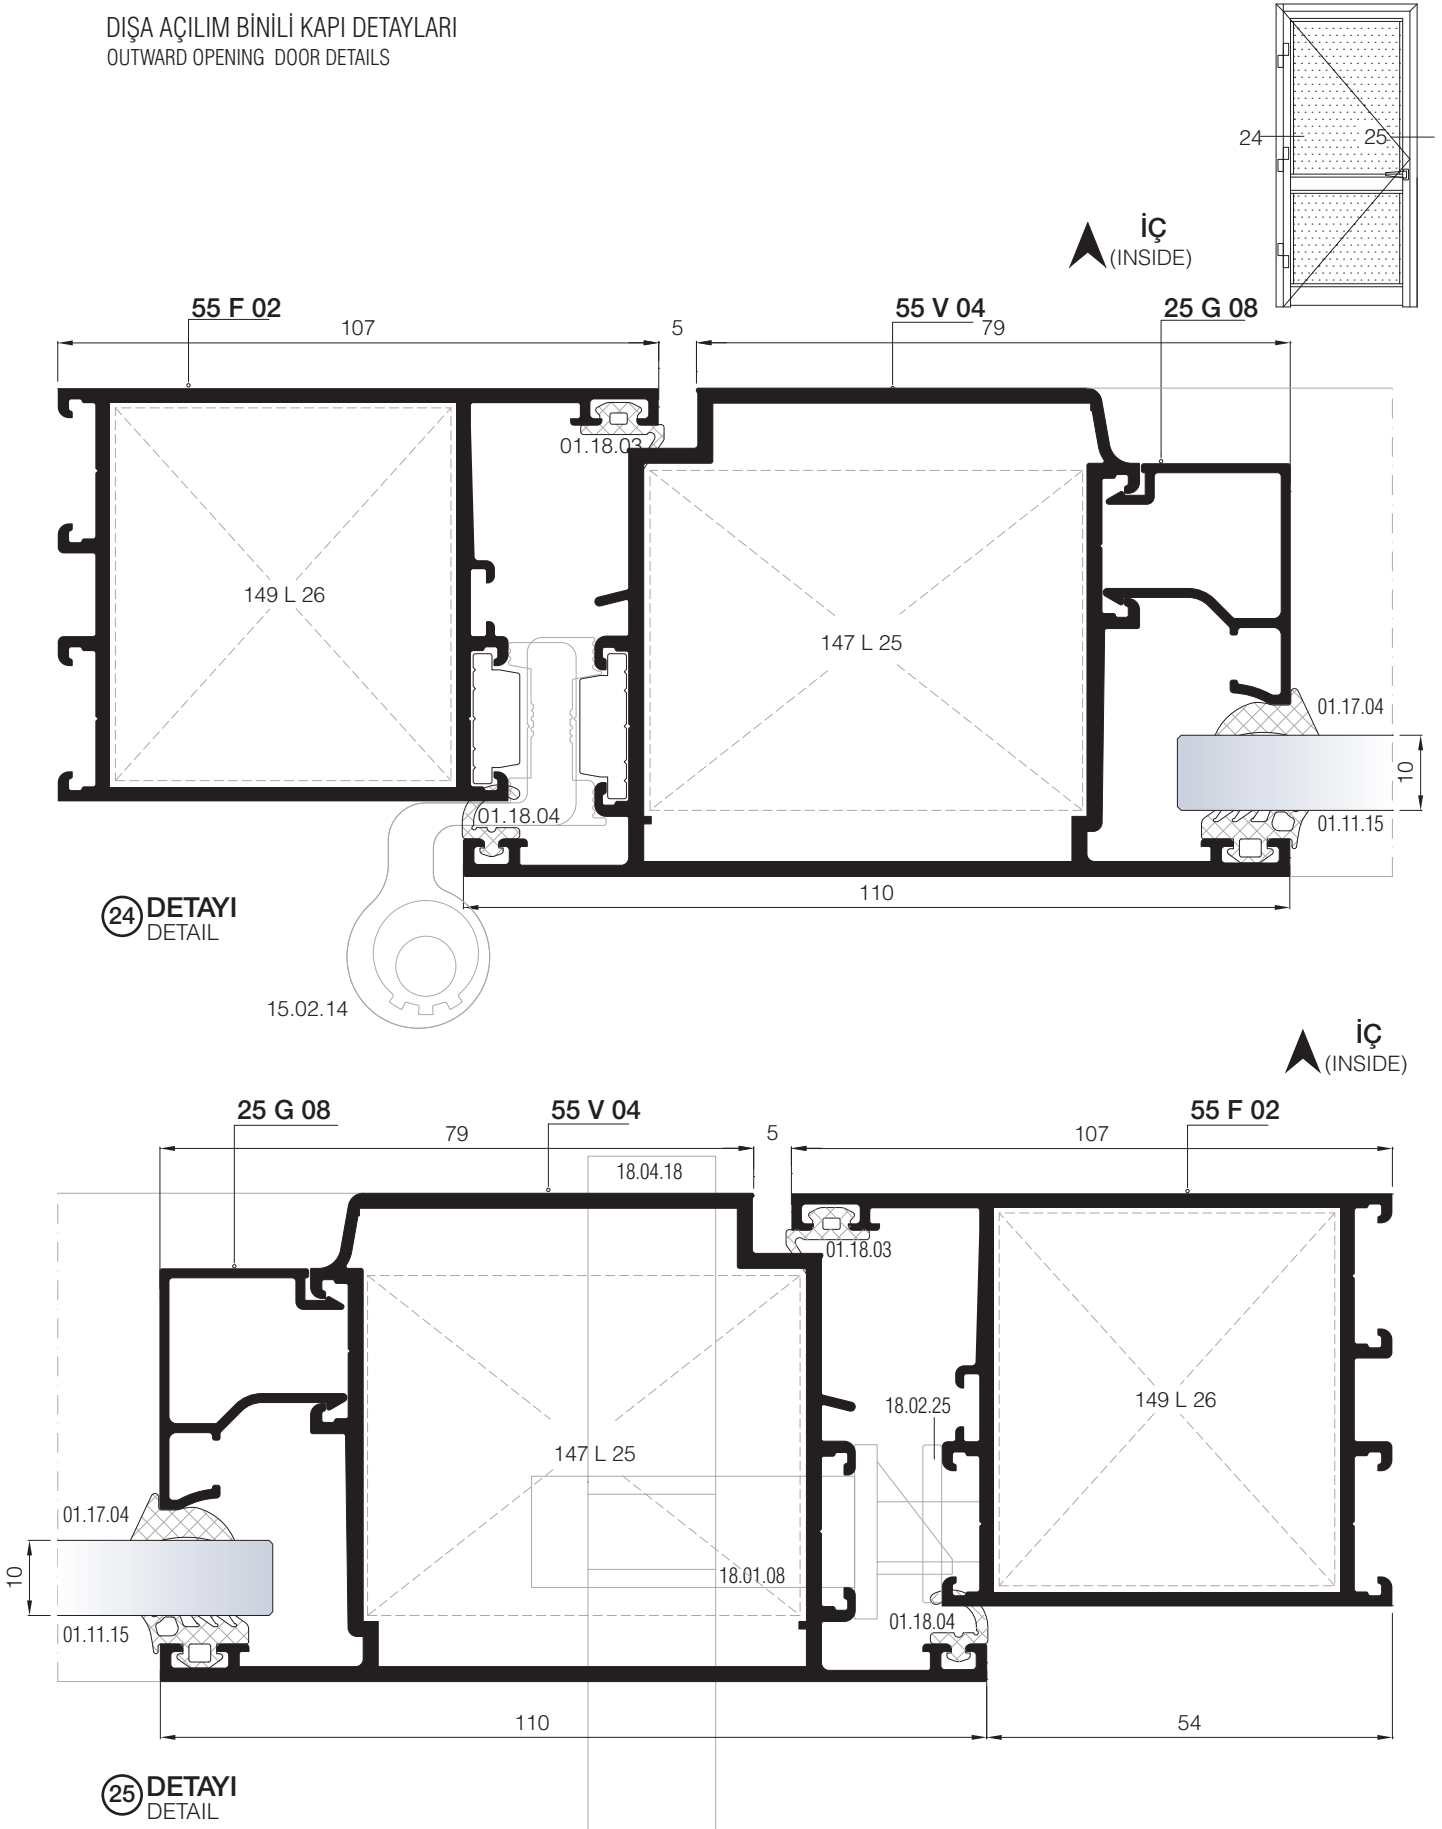 DIŞA AÇILIM BİNİLİ KAPI DETAYLARI
OUTWARD OPENING DOOR DETAILS
24
25
İÇ
(INSIDE)
55 F 02
107
5
55 V 04
79
25 G 08
01.18.03
149 L 26
147 L 25
01.17.04
10
01.11.15
01.18.04
110
24 DETAYI
DETAIL
15.02.14
İÇ
(INSIDE)
25 G 08
79
55 V 04
5
55 F 02
107
18.04.18
01.18.03
149 L 26
18.02.25
147 L 25
01.17.04
10
18.01.08
01.11.15
01.18.04
110
54
25 DETAYI
DETAIL